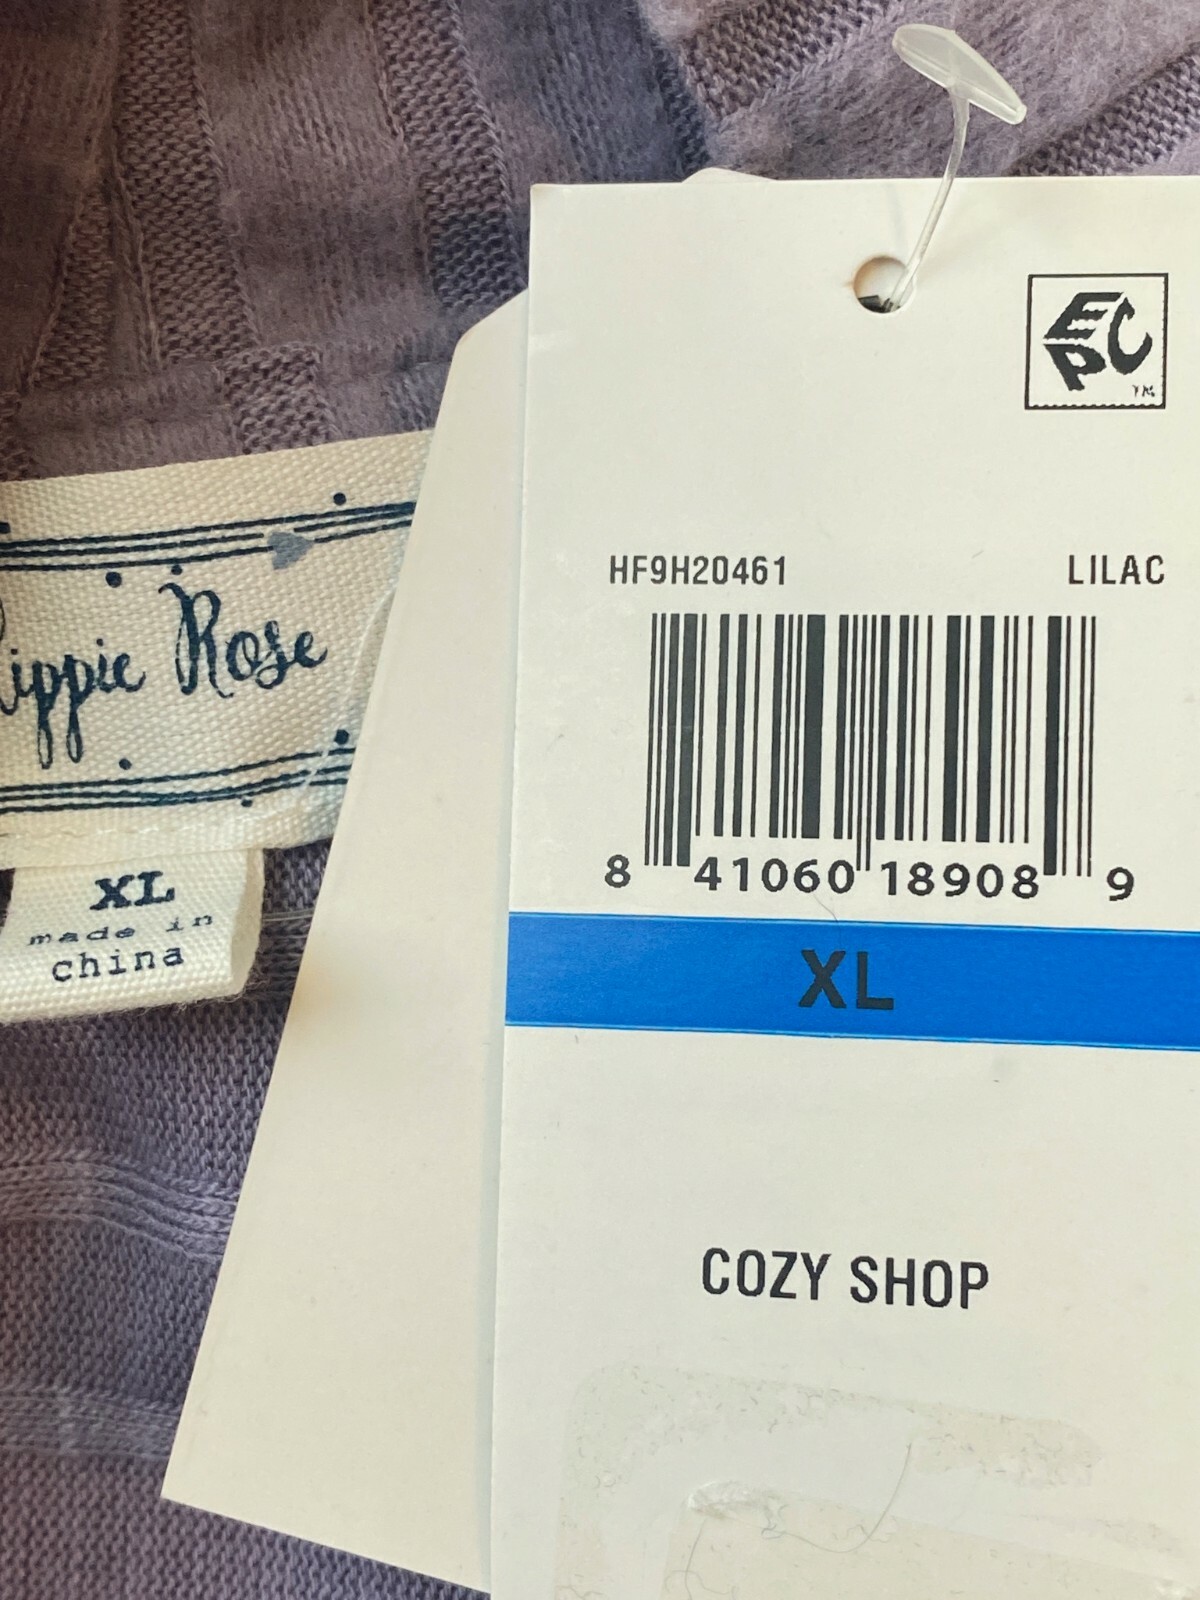 ippie Rose
XL
made in
china
EPC
TM
HF9H20461 LILAC
8 41060 18908 9
XL
COZY SHOP